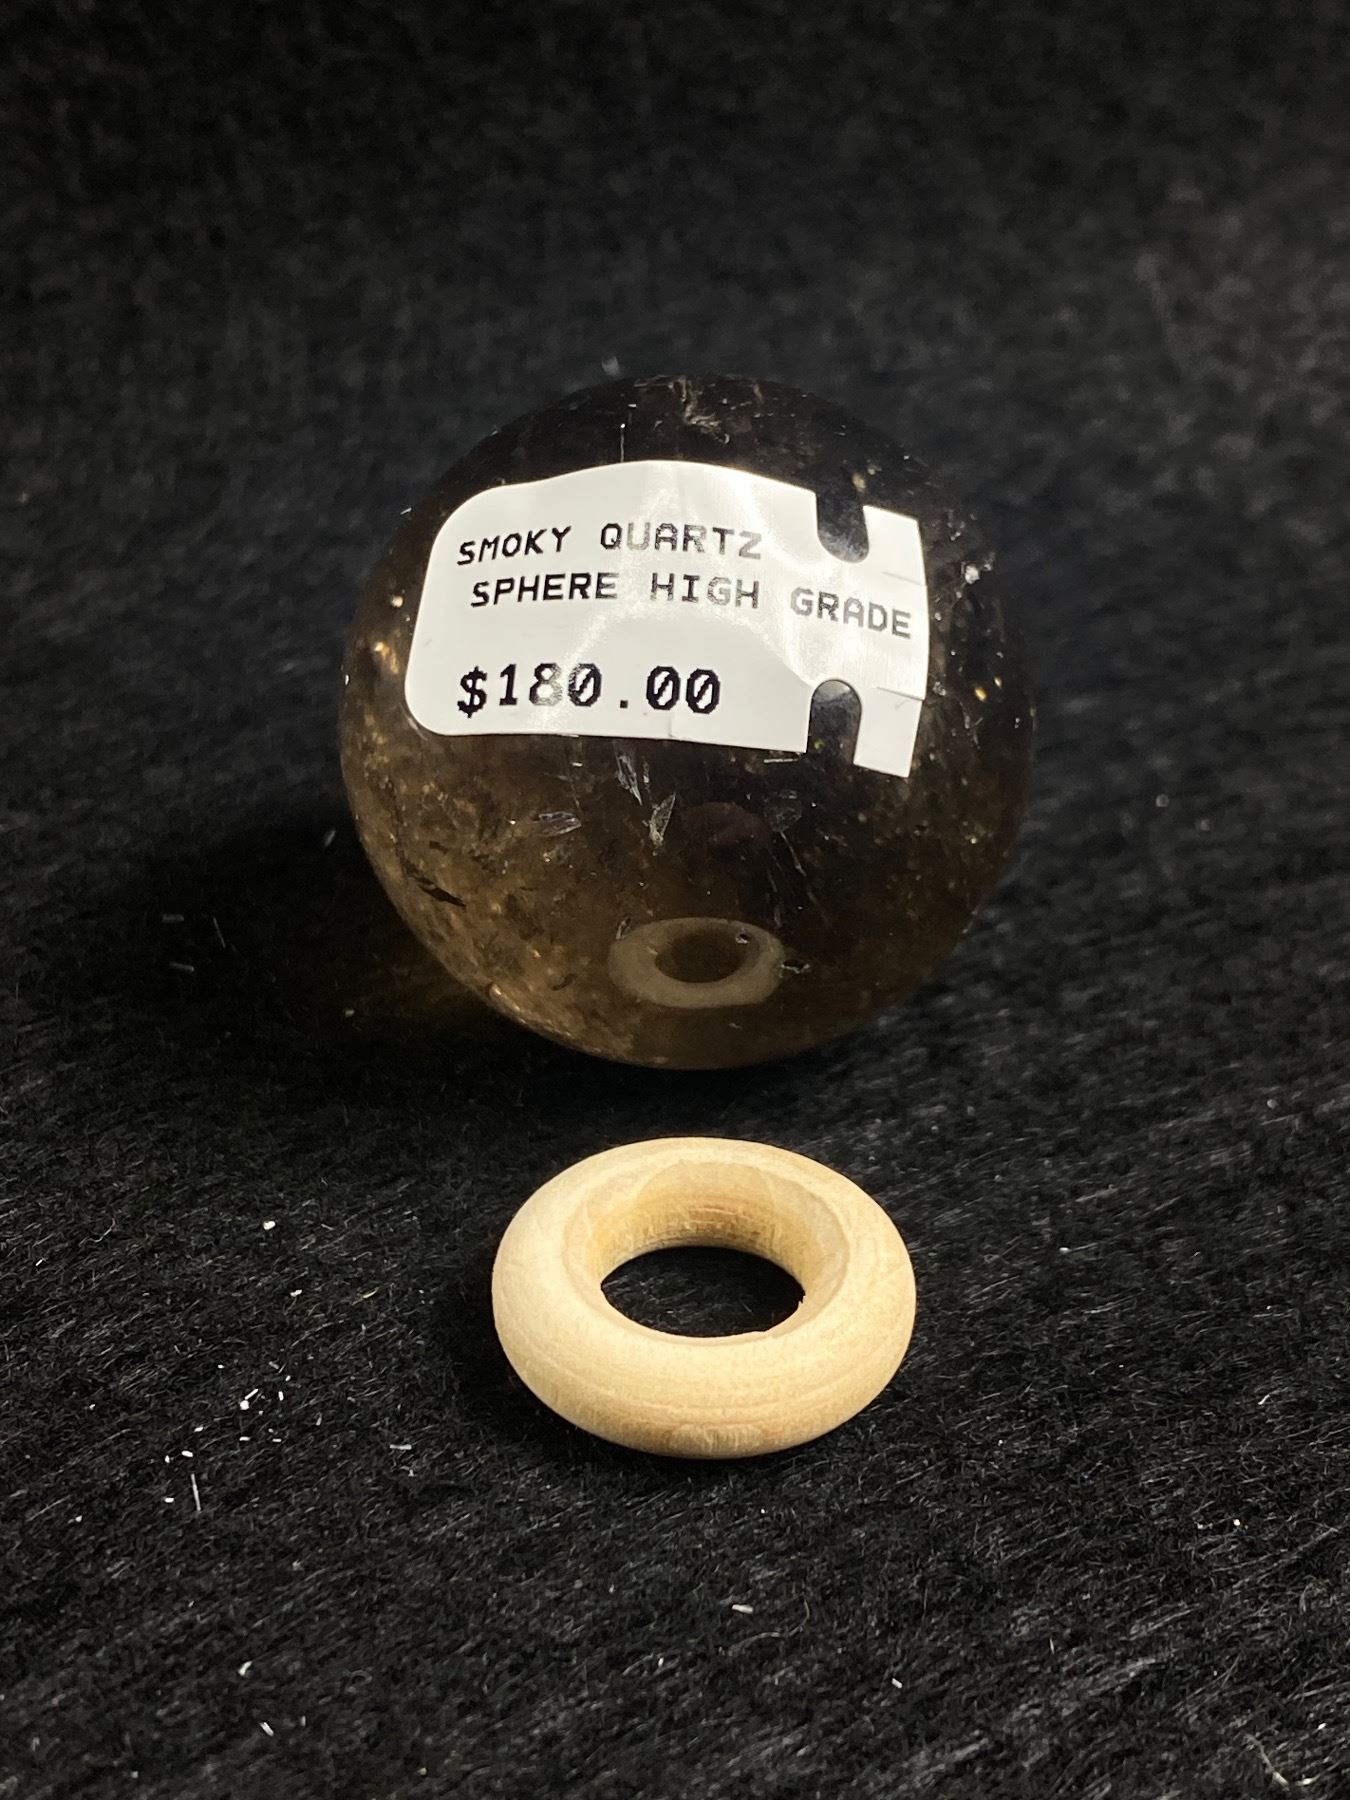 SMOKY QUARTZ
SPHERE HIGH GRADE
$180.00